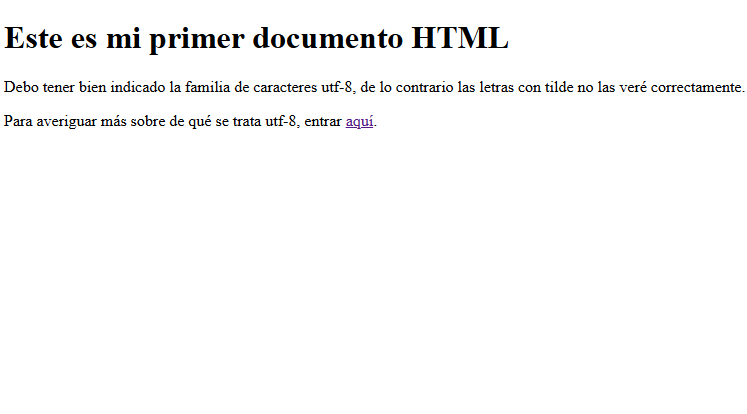 Este es mi primer documento HTML
Debo tener bien indicado la familia de caracteres utf-8, de lo contrario las letras con tilde no las veré correctamente.
Para averiguar más sobre de qué se trata utf-8, entrar aquí.